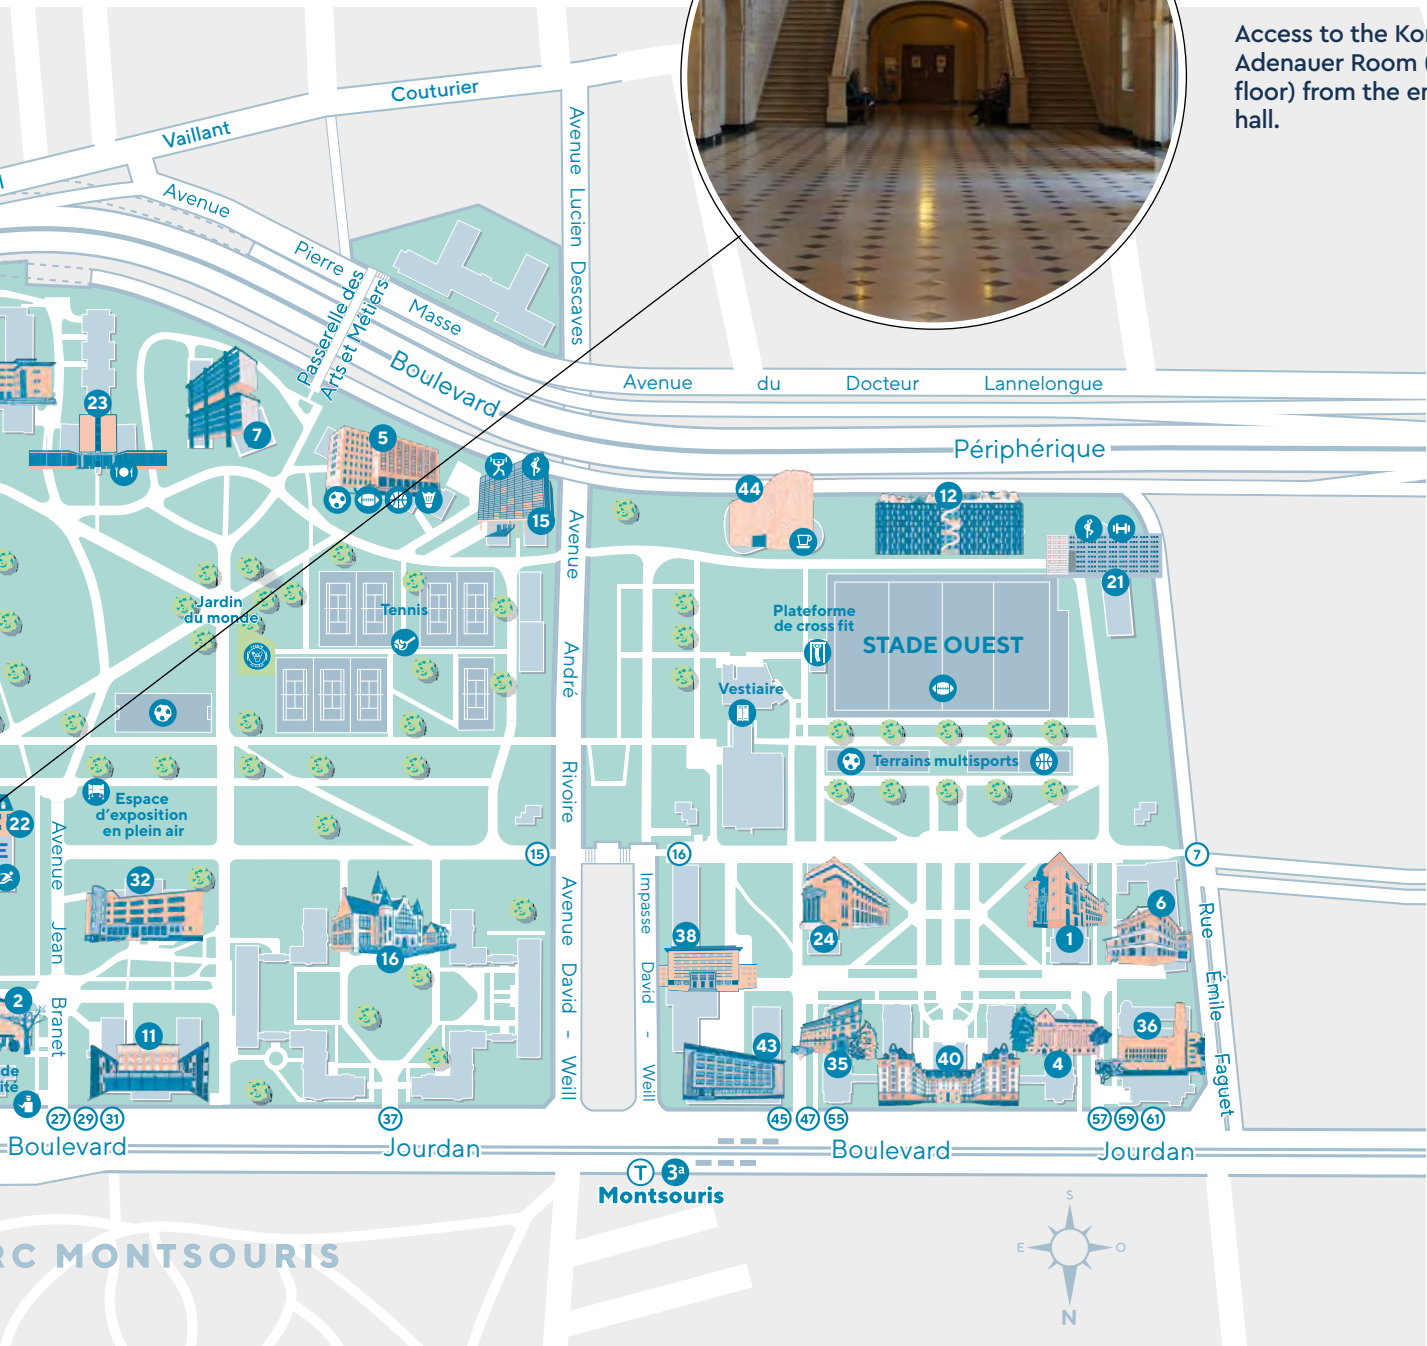 Access to the
Adenauer Room
floor) from the
hall.
Couturier
Vaillant
Avenue
Pierre
Masse
Avenue Lucien Descaves
Passerelle des
Arts et Métiers
Boulevard
Avenue du Docteur Lannelongue
Périphérique
23
7
5
15
44
12
21
Avenue André Rivoire
Jardin
du monde
Tennis
Plateforme
de cross fit
STADE OUEST
Vestiaire
Terrains multisports
Espace
d'exposition
en plein air
22
E
Avenue Jean Branet
15
16
7
32
16
38
24
1
6
Avenue David - Weill
Impasse David - Weill
Rue Émile Faguet
2
11
43
35
40
4
36
de
ité
27 29 31
37
45 47 55
57 59 61
Boulevard Jourdan
Boulevard Jourdan
T 3a
Montsouris
RC MONTSOURIS
S
E O
N